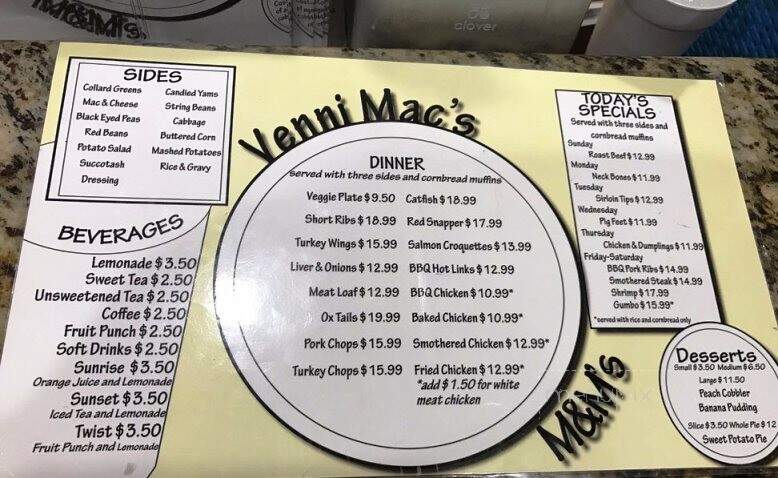 clover
SIDES
Collard Greens
Mac & Cheese
Black Eyed Peas
Red Beans
Potato Salad
Succotash
Dressing
Candied Yams
String Beans
Cabbage
Buttered Corn
Mashed Potatoes
Rice & Gravy
BEVERAGES
Lemonade $3.50
Sweet Tea $2.50
Unsweetened Tea $2.50
Coffee $2.50
Fruit Punch $2.50
Soft Drinks $2.50
Sunrise $3.50
Orange Juice and Lemonade
Sunset $3.50
Iced Tea and Lemonade
Twist $3.50
Fruit Punch and Lemonade
Yenni Mac's
DINNER
served with three sides and cornbread muffins
Veggie Plate $9.50 Catfish $18.99
Short Ribs $18.99 Red Snapper $17.99
Turkey Wings $15.99 Salmon Croquettes $13.99
Liver & Onions $12.99 BBQ Hot Links $12.99
Meat Loaf $12.99 BBQ Chicken $10.99*
Ox Tails $19.99 Baked Chicken $10.99*
Pork Chops $15.99 Smothered Chicken $12.99*
Turkey Chops $15.99 Fried Chicken $12.99*
*add $1.50 for white
meat chicken
M&M's
TODAY'S
SPECIALS
Served with three sides and
cornbread muffins
Sunday
Roast Beef $12.99
Monday
Neck Bones $11.99
Tuesday
Sirloin Tips $12.99
Wednesday
Pig Feet $11.99
Thursday
Chicken & Dumplings $11.99
Friday-Saturday
BBQ Pork Ribs $14.99
Smothered Steak $14.99
Shrimp $17.99
Gumbo $15.99*
*served with rice and cornbread only
Desserts
Small $3.50 Medium $6.50
Large $11.50
Peach Cobbler
Banana Pudding
Slice $3.50 Whole Pie $12
Sweet Potato Pie